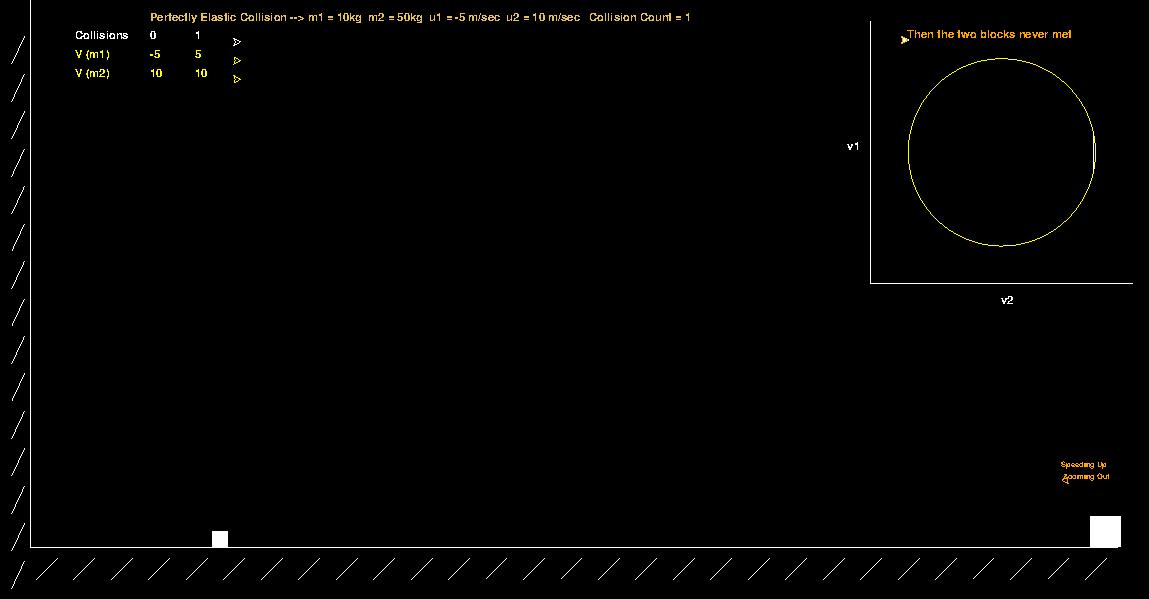 Perfectly Elastic Collision --> m1 = 10kg m2 = 50kg u1 = -5 m/sec u2 = 10 m/sec Collision Count = 1
Collisions 0 1
V (m1) -5 5
V (m2) 10 10
Then the two blocks never met
v1
v2
Speeding Up
Zooming Out